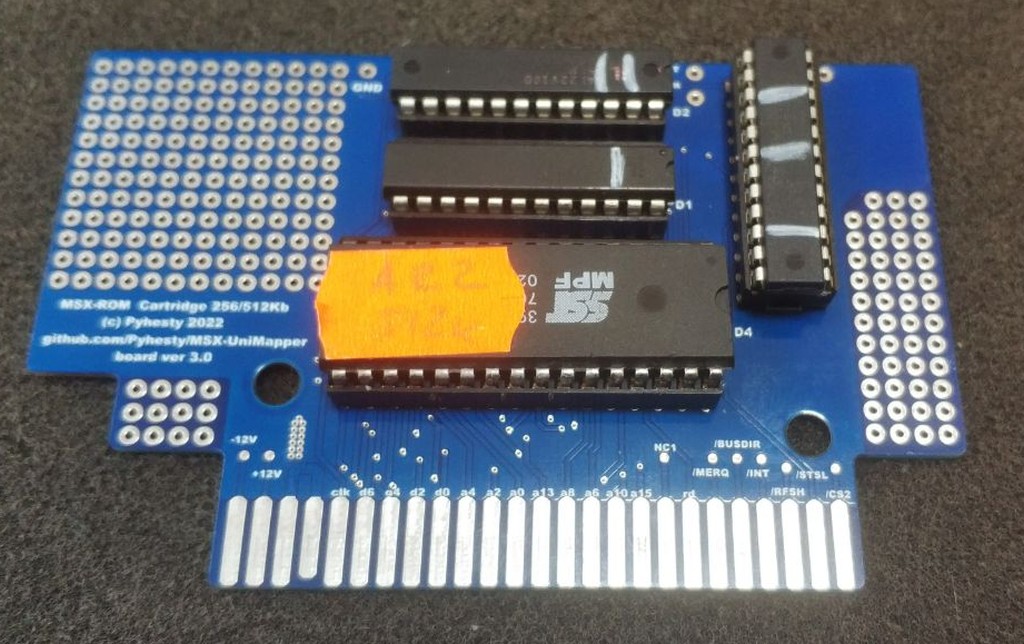 GND
D2
D1
D4
ASC
512k
SST
MPF
MSX-ROM Cartridge 256/512Kb
(c) Pyhesty 2022
github.com/Pyhesty/MSX-UniMapper
board ver 3.0
-12V
+12V
NC1
/BUSDIR
/MERQ
/INT
/STSL
/RFSH
/CS2
clk d6 d4 d2 d0 a4 a2 a0 a13 a8 a6 a10 a15 rd